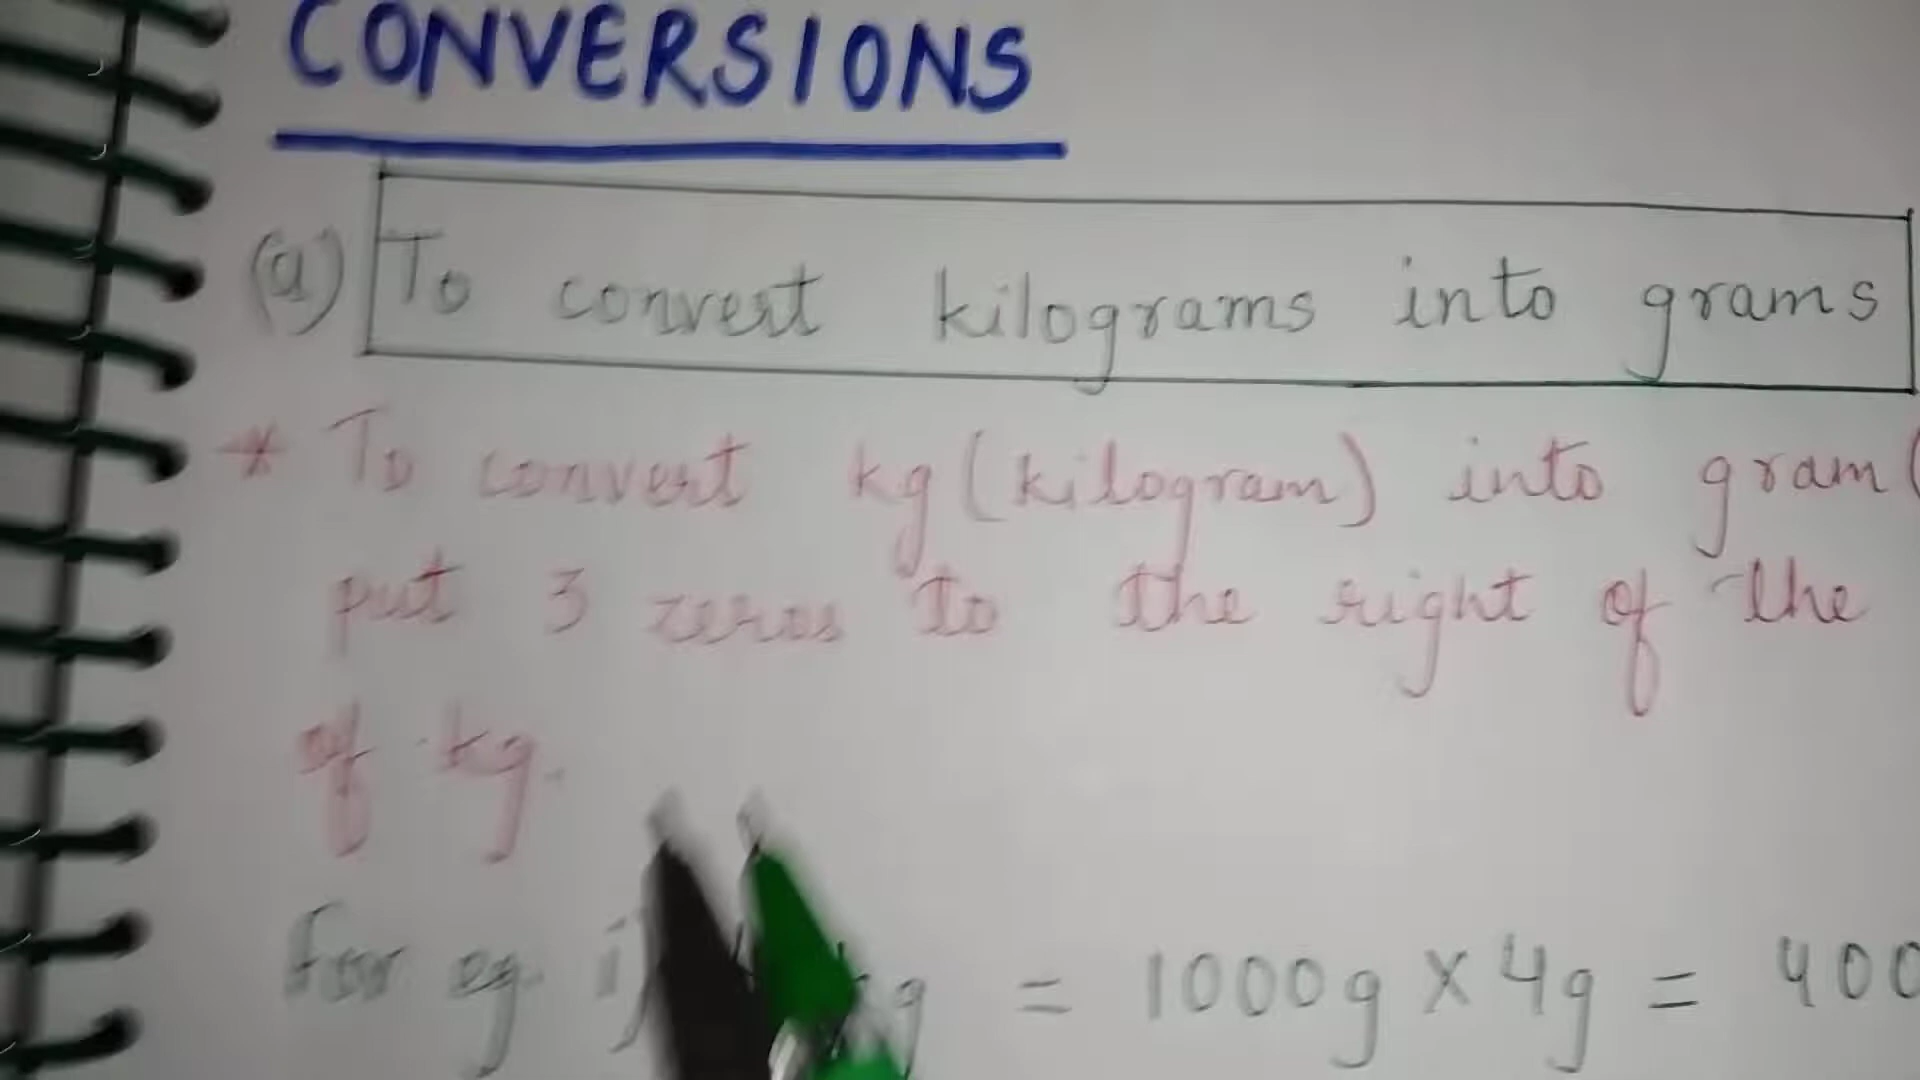 CONVERSIONS
(a) To convert kilograms into grams
* To convert kg (kilogram) into gram (
put 3 zeros to the right of the
of kg.
For eg. i) kg = 1000g X 4g = 400